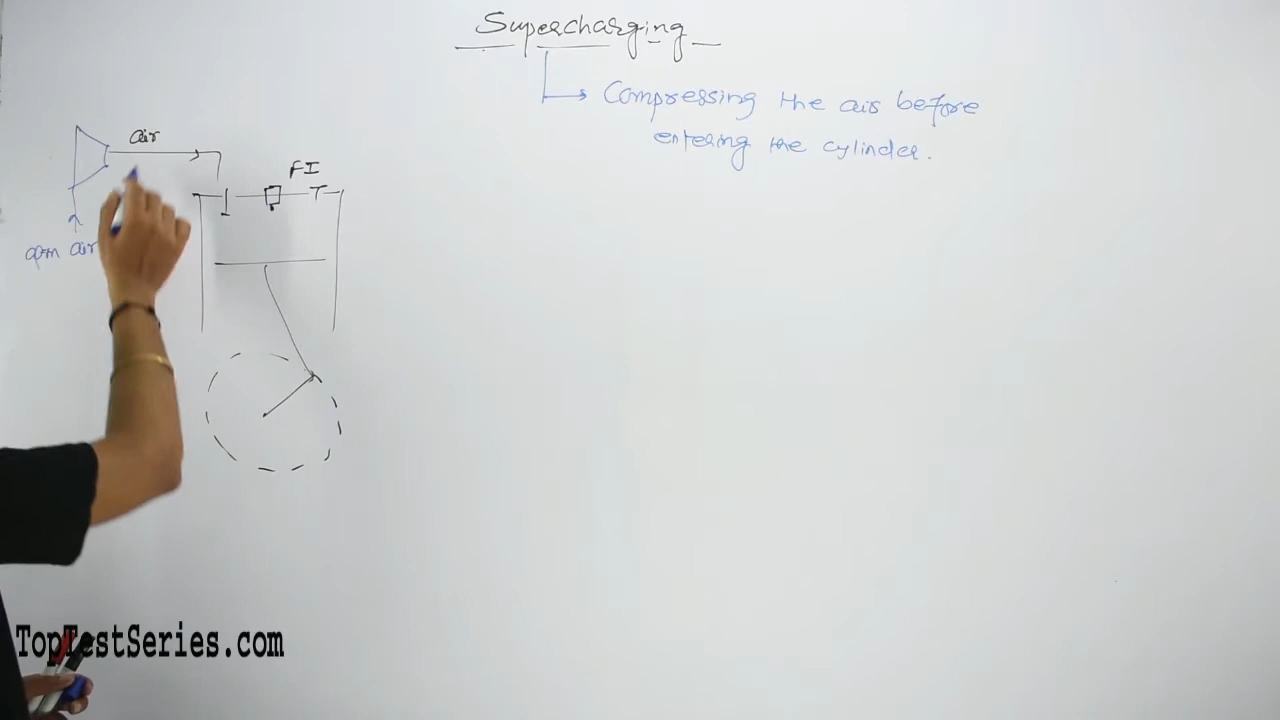 Supercharging
Compressing the air before
entering the cylinder.
air
FI
atm air
TopTestSeries.com